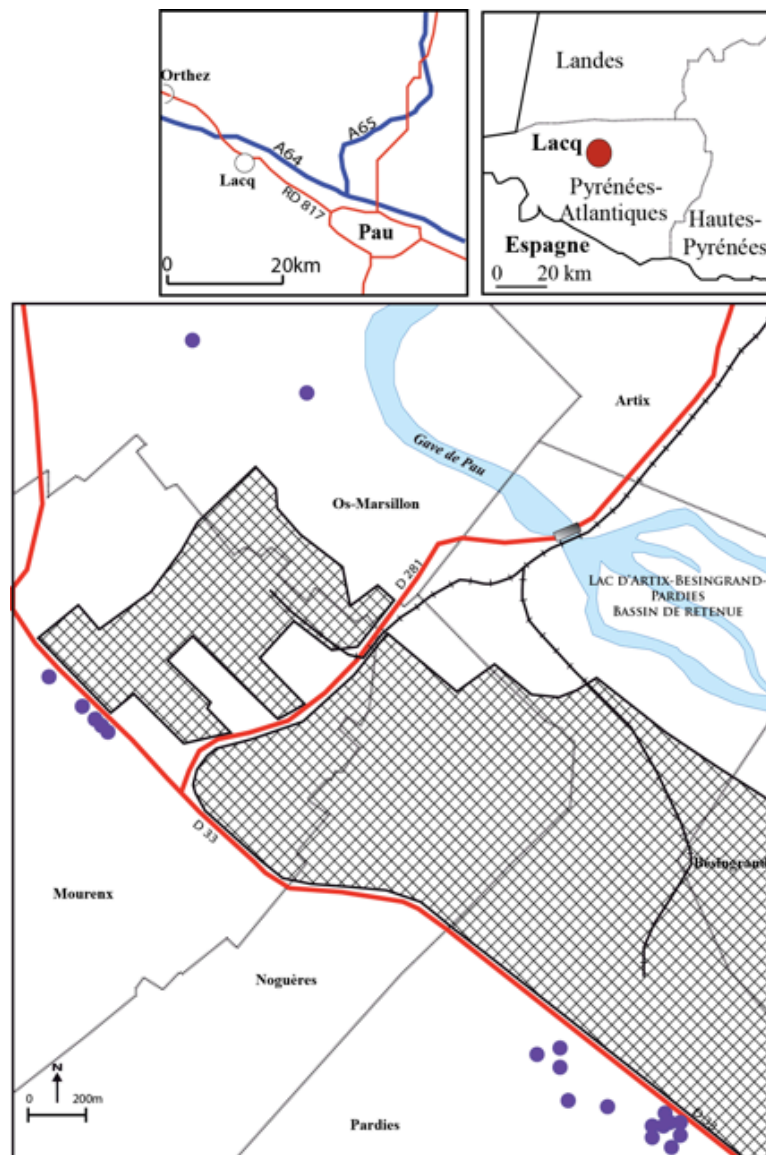 Orthez
A65
A64
Lacq
RD 817
Pau
0 20km
Landes
Lacq
Pyrénées-
Atlantiques
Hautes-
Pyrénées
Espagne
0 20 km
Artix
Gave de Pau
Os-Marsillon
D 281
LAC D'ARTIX-BESINGRAND-
PARDIES
BASSIN DE RETENUE
D 33
Bésingrand
Mourenx
Noguères
N
0 200m
D 33
Pardies